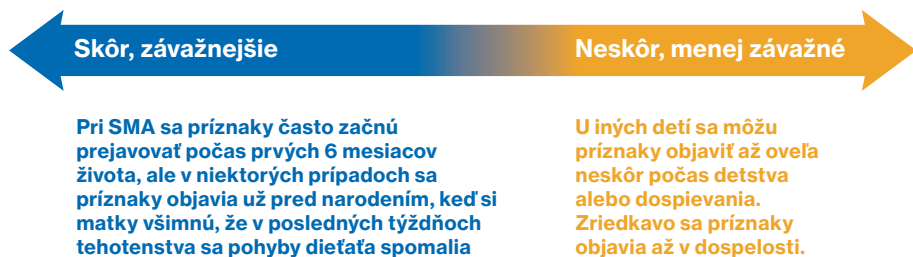 Skôr, závažnejšie
Neskôr, menej závažné
Pri SMA sa príznaky často začnú
prejavovať počas prvých 6 mesiacov
života, ale v niektorých prípadoch sa
príznaky objavia už pred narodením, keď si
matky všimnú, že v posledných týždňoch
tehotenstva sa pohyby dieťaťa spomalia
U iných detí sa môžu
príznaky objaviť až oveľa
neskôr počas detstva
alebo dospievania.
Zriedkavo sa príznaky
objavia až v dospelosti.